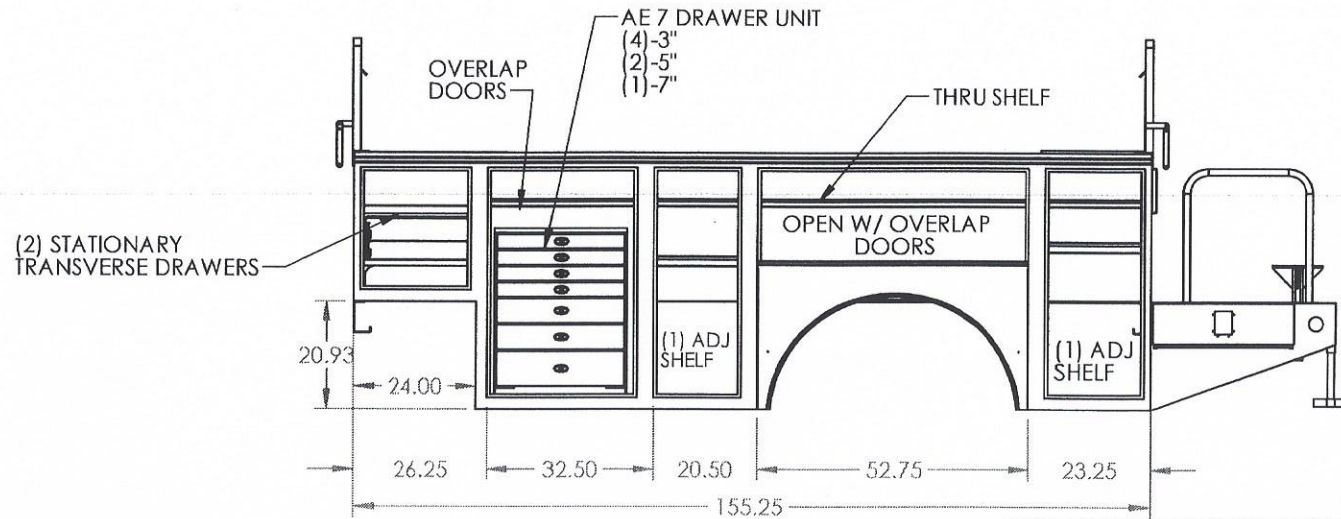 AE 7 DRAWER UNIT
(4)-3"
(2)-5"
(1)-7"
OVERLAP
DOORS
THRU SHELF
(2) STATIONARY
TRANSVERSE DRAWERS
OPEN W/ OVERLAP
DOORS
(1) ADJ
SHELF
(1) ADJ
SHELF
20.93
24.00
26.25
32.50
20.50
52.75
23.25
155.25